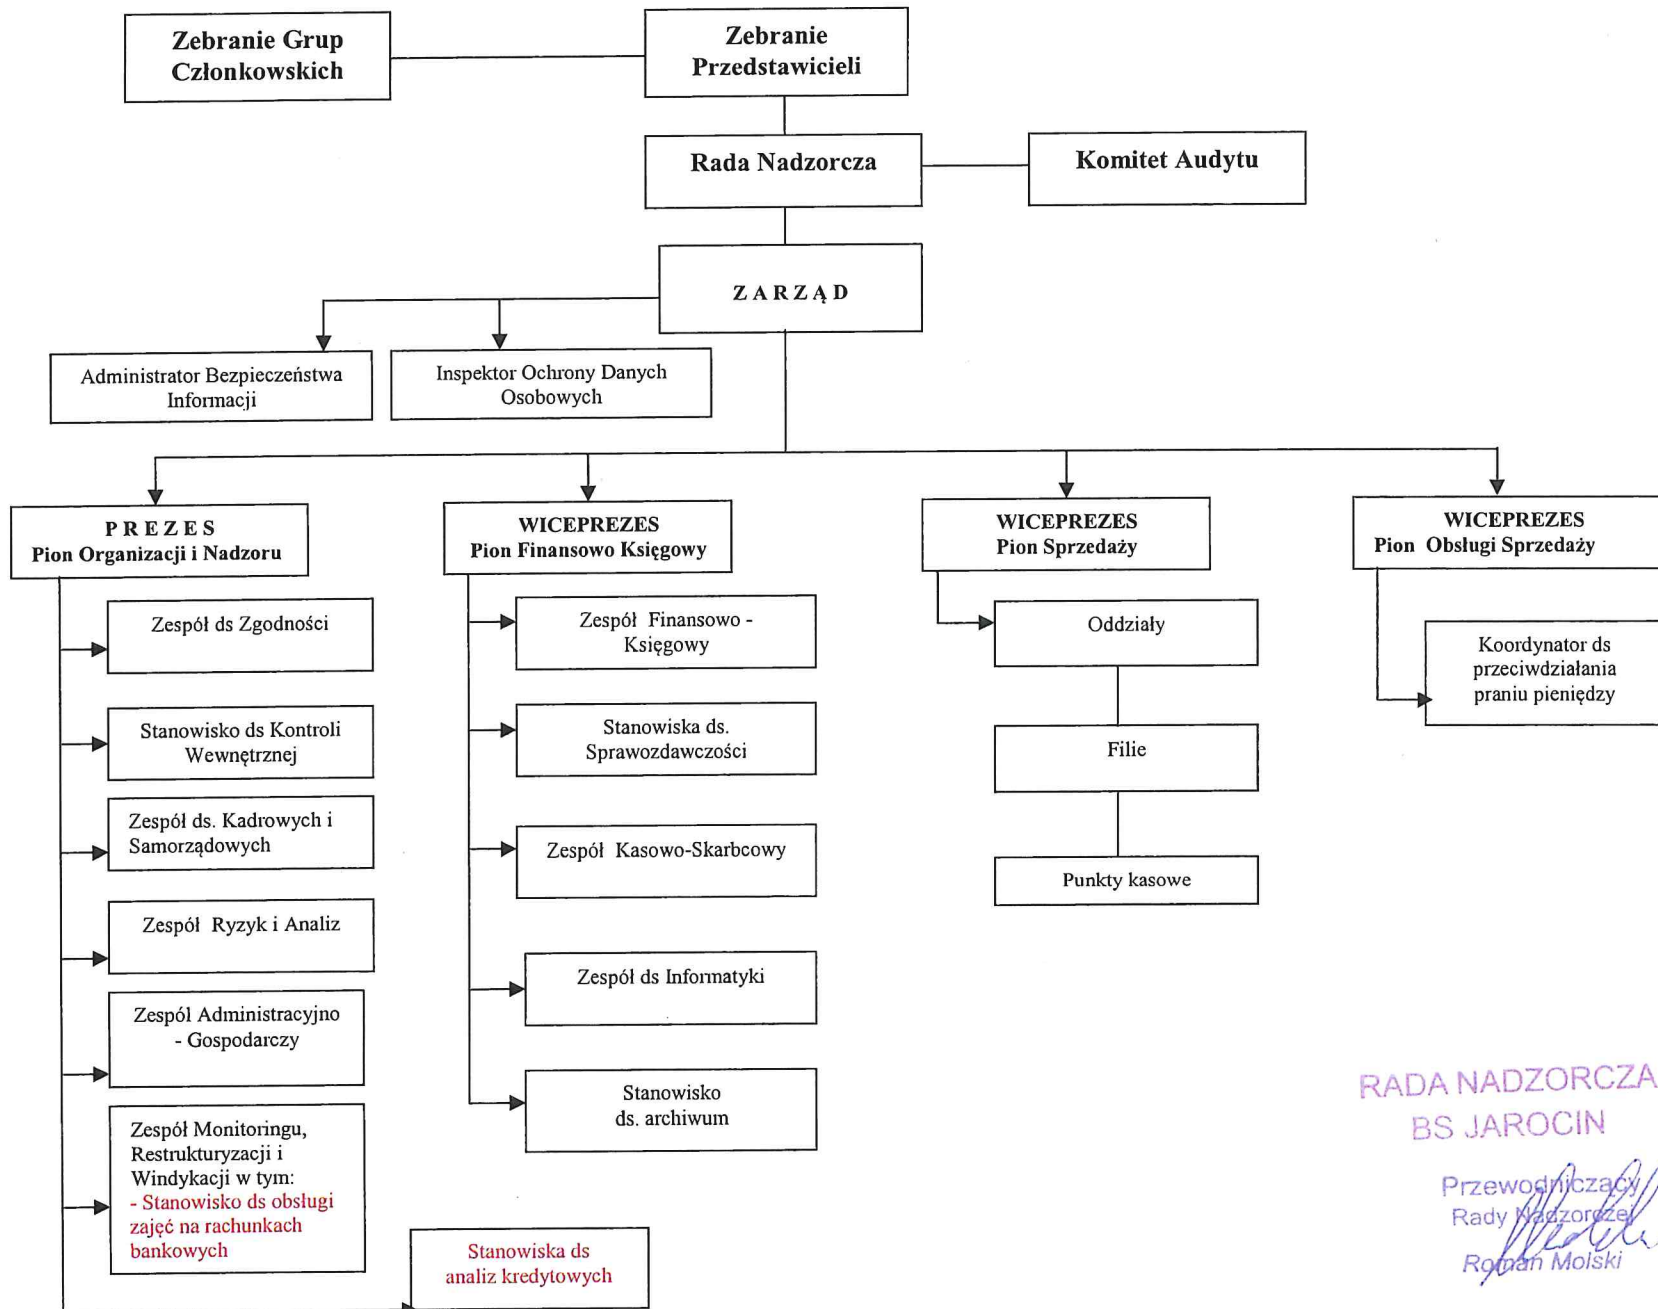 Zebranie Grup
Członkowskich
Zebranie
Przedstawicieli
Rada Nadzorcza
Komitet Audytu
Z A R Z Ą D
Administrator Bezpieczeństwa
Informacji
Inspektor Ochrony Danych
Osobowych
P R E Z E S
Pion Organizacji i Nadzoru
WICEPREZES
Pion Finansowo Księgowy
WICEPREZES
Pion Sprzedaży
WICEPREZES
Pion Obsługi Sprzedaży
Zespół ds Zgodności
Stanowisko ds Kontroli
Wewnętrznej
Zespół ds. Kadrowych i
Samorządowych
Zespół Ryzyk i Analiz
Zespól Administracyjno
- Gospodarczy
Zespół Monitoringu,
Restrukturyzacji i
Windykacji w tym:
- Stanowisko ds obsługi
zajęć na rachunkach
bankowych
Stanowiska ds
analiz kredytowych
Zespół Finansowo -
Księgowy
Stanowiska ds.
Sprawozdawczości
Zespół Kasowo-Skarbcowy
Zespół ds Informatyki
Stanowisko
ds. archiwum
Oddziały
Filie
Punkty kasowe
Koordynator ds
przeciwdziałania
praniu pieniędzy
RADA NADZORCZA
BS JAROCIN
Przewodniczący
Rady Nadzorczej
Roman Molski